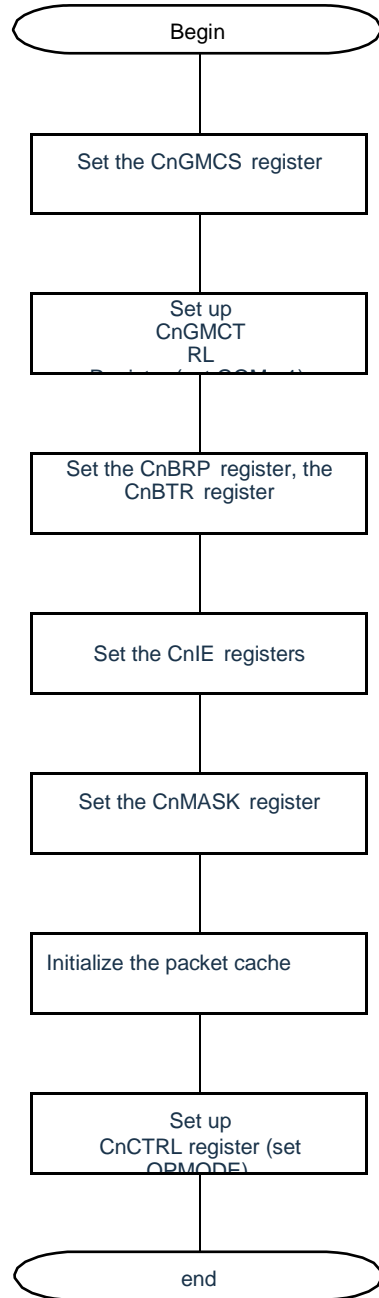 Begin
Set the CnGMCS register
Set up
CnGMCT
RL
Set the CnBRP register, the
CnBTR register
Set the CnIE registers
Set the CnMASK register
Initialize the packet cache
Set up
CnCTRL register (set
OPMODE)
end